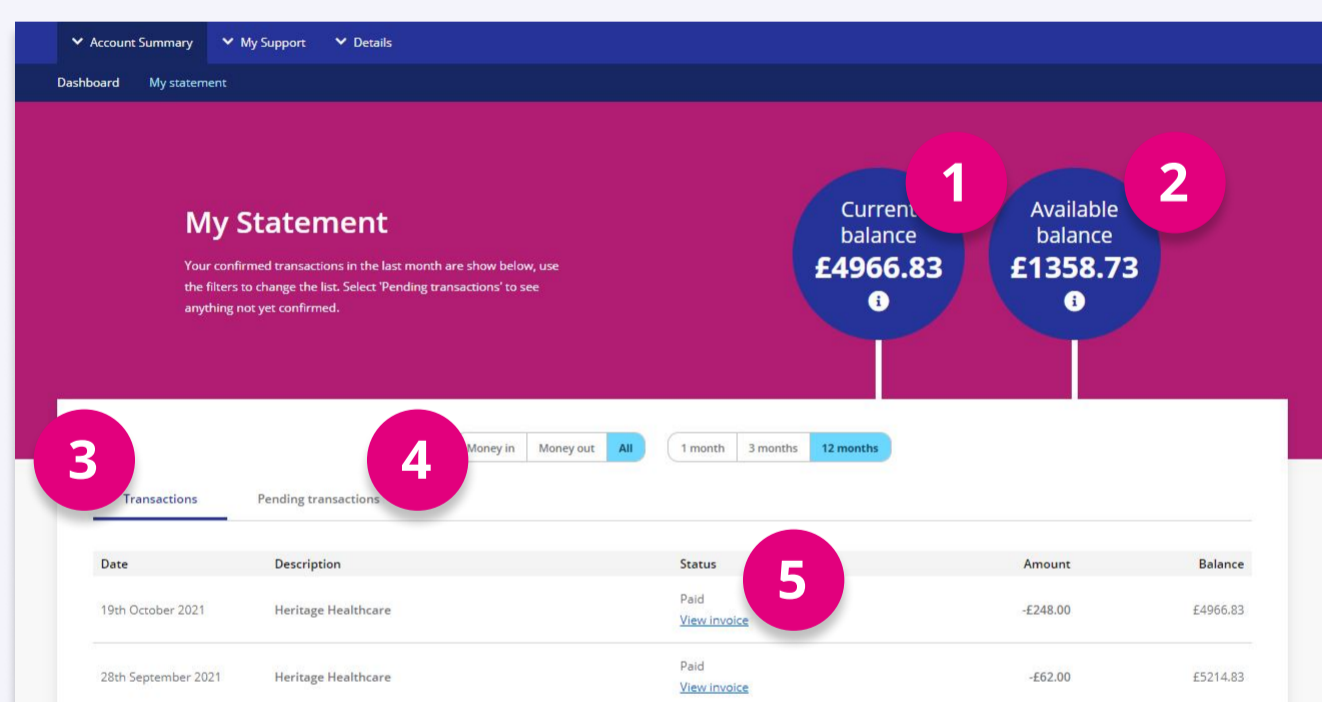 Account Summary My Support Details
Dashboard My statement
1 2
Current Available
balance balance
£4966.83 £1358.73
My Statement
Your confirmed transactions in the last month are show below, use
the filters to change the list. Select 'Pending transactions' to see
anything not yet confirmed.
3 4 Money in Money out All 1 month 3 months 12 months
Transactions Pending transactions
5
Date Description Status Amount Balance
19th October 2021 Heritage Healthcare Paid -£248.00 £4966.83
View invoice
28th September 2021 Heritage Healthcare Paid -£62.00 £5214.83
View invoice